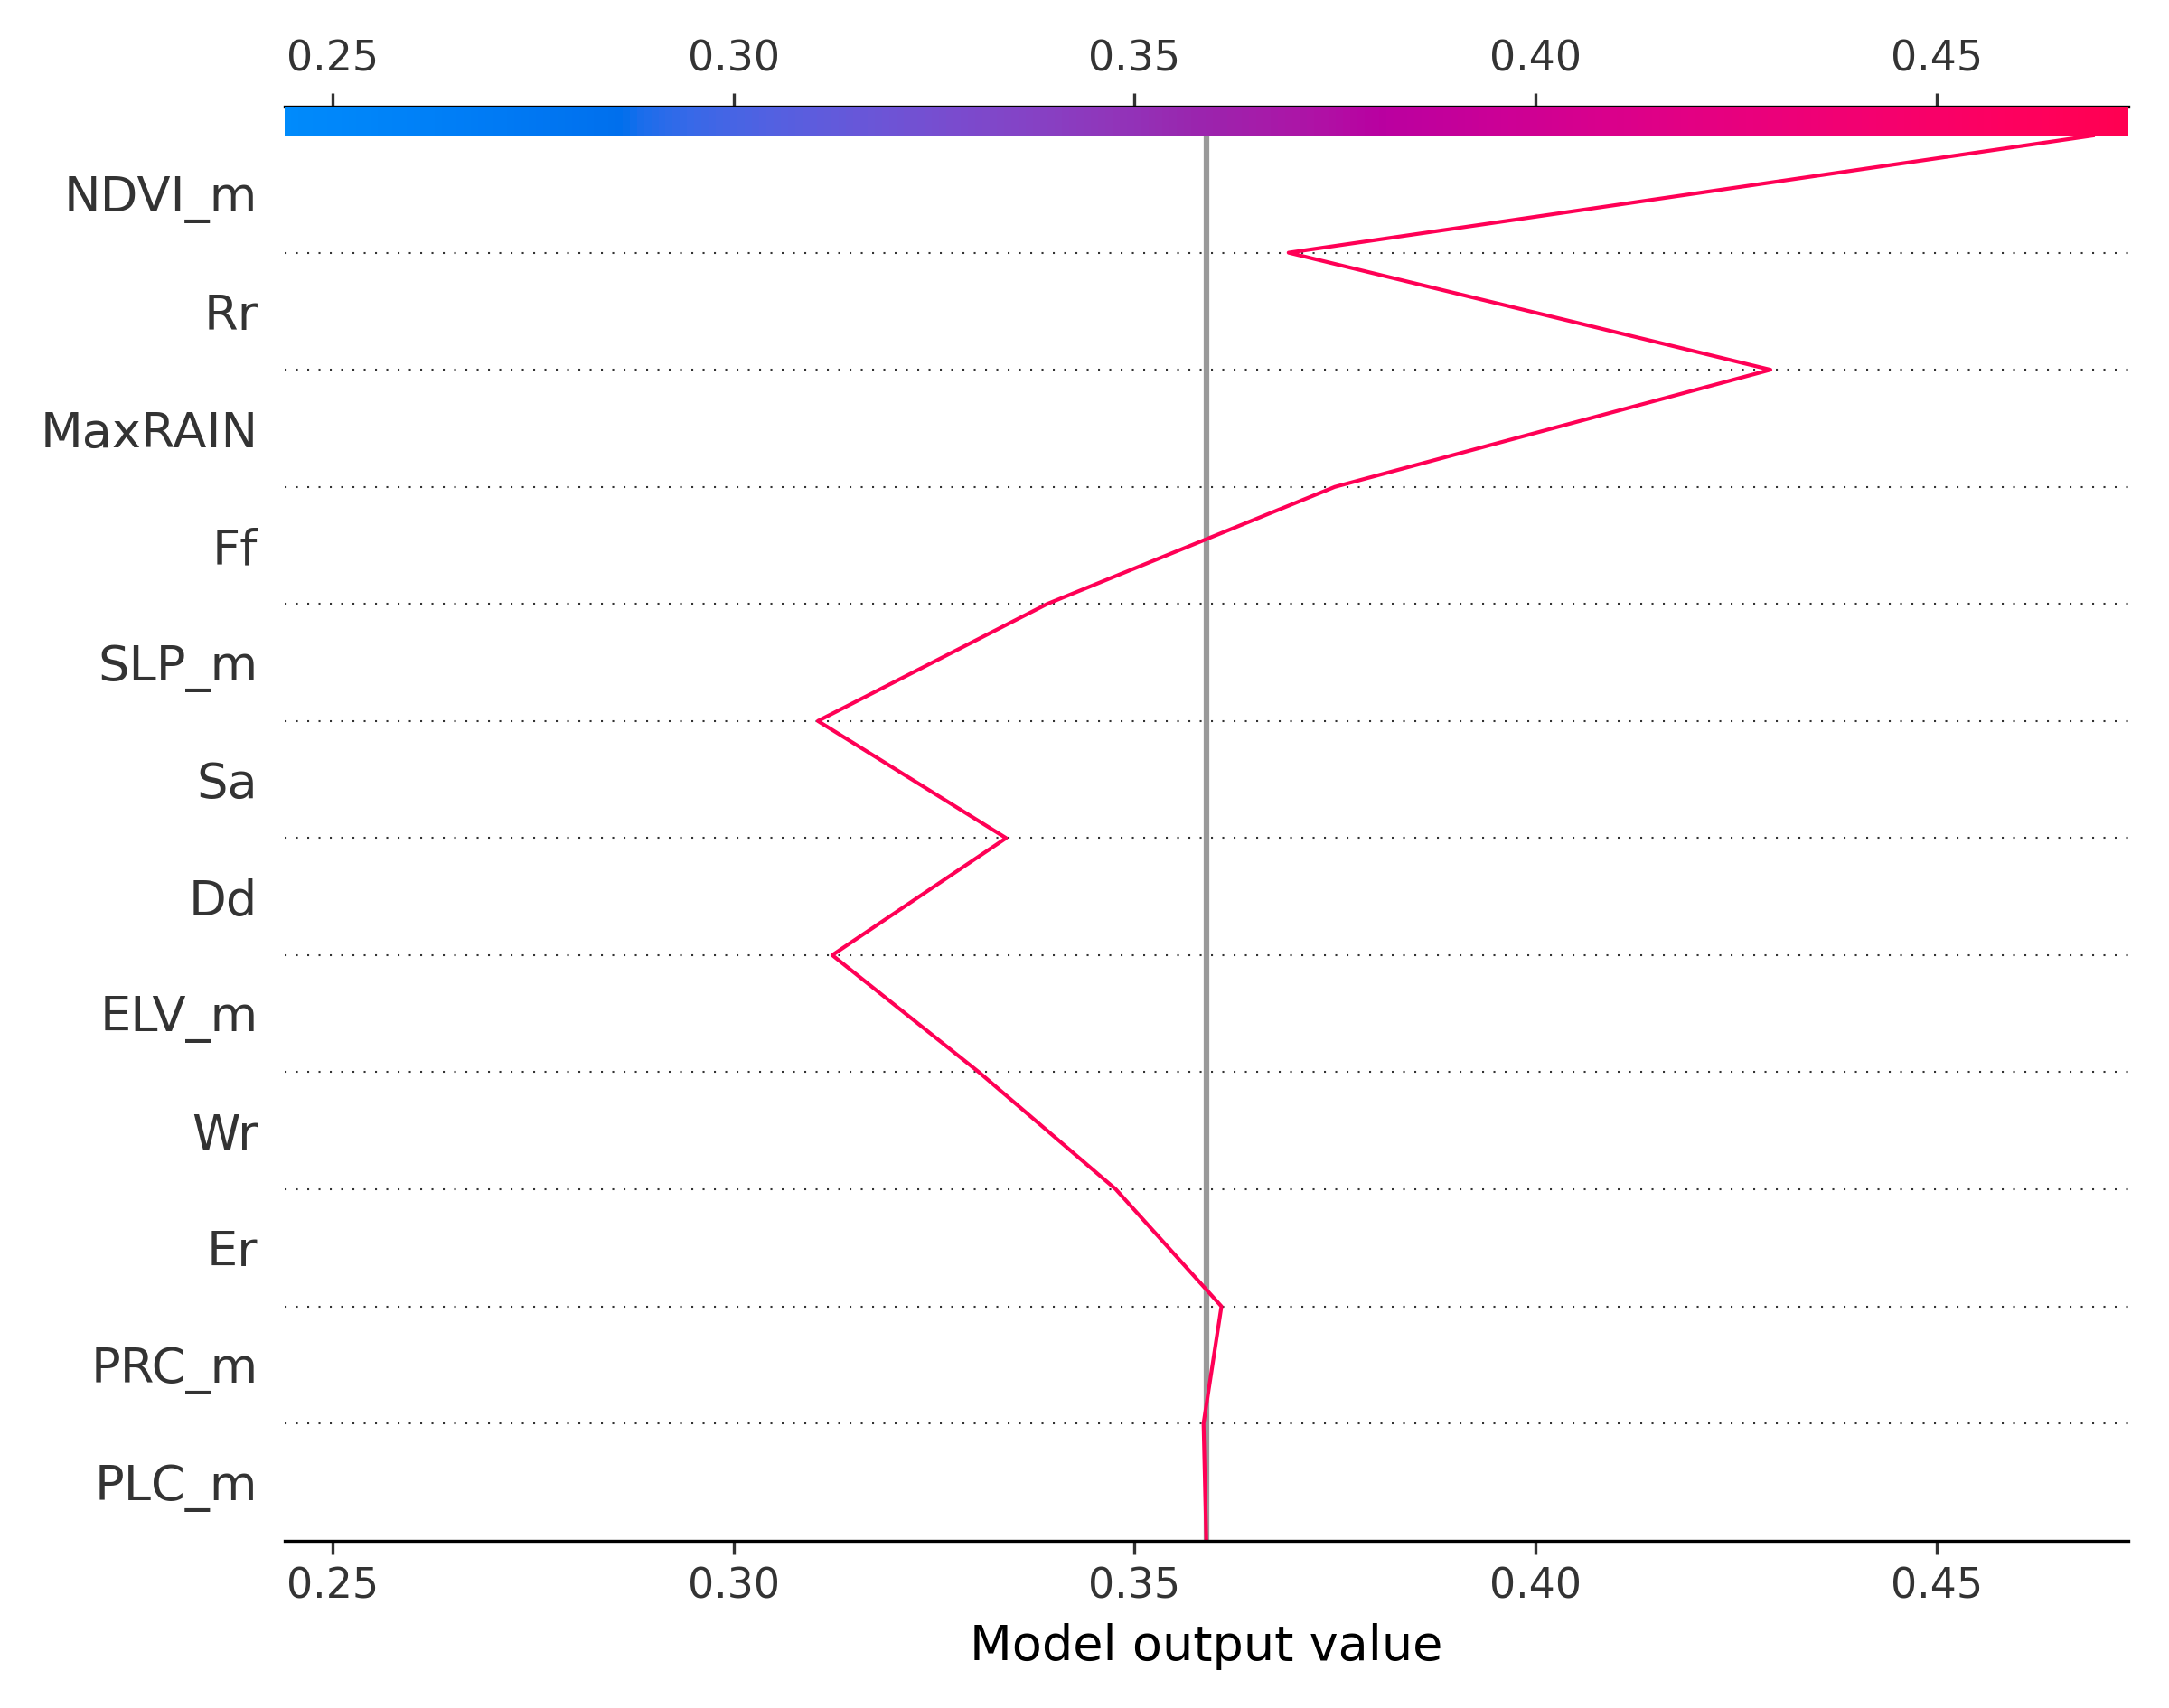 0.25 0.30 0.35 0.40 0.45
NDVI_m
Rr
MaxRAIN
Ff
SLP_m
Sa
Dd
ELV_m
Wr
Er
PRC_m
PLC_m
0.25 0.30 0.35 0.40 0.45
Model output value